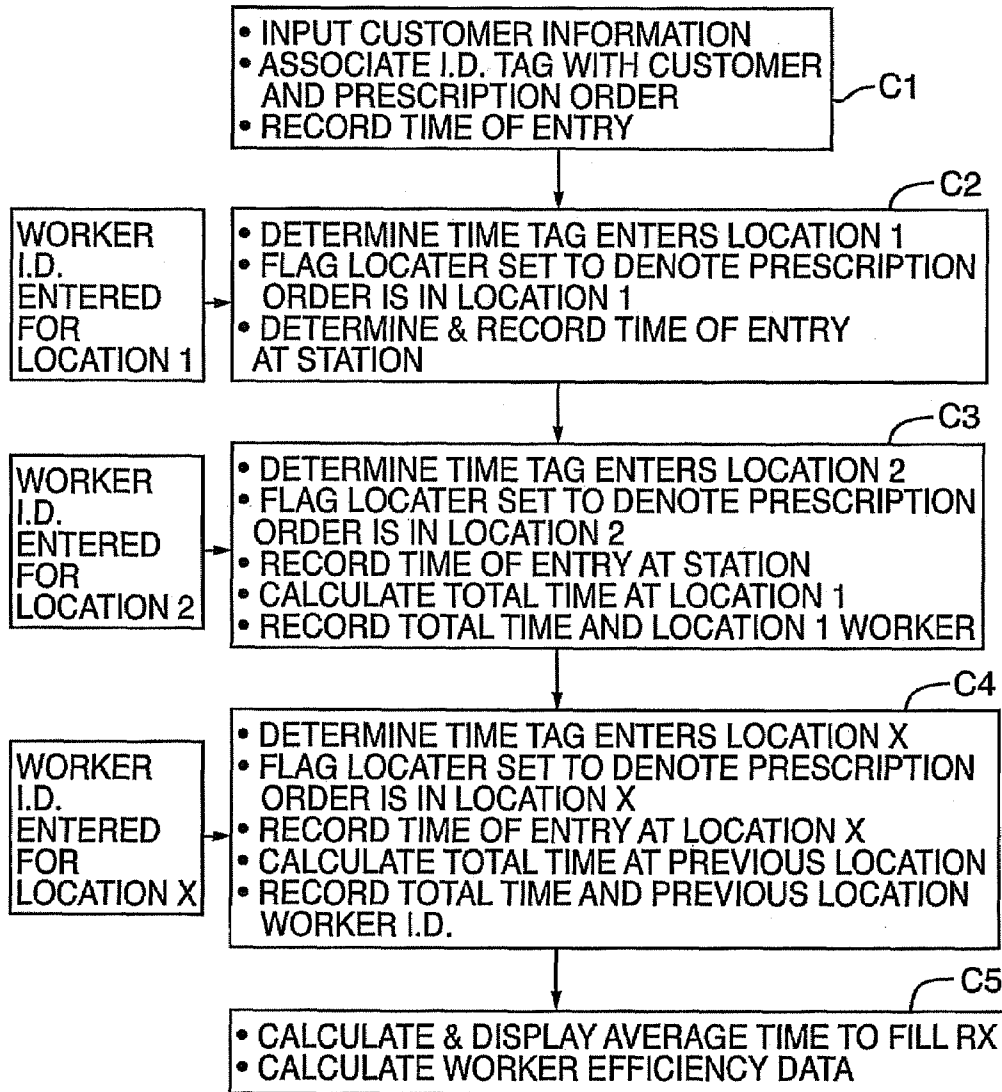 • INPUT CUSTOMER INFORMATION
• ASSOCIATE I.D. TAG WITH CUSTOMER
AND PRESCRIPTION ORDER
• RECORD TIME OF ENTRY
C1
C2
WORKER
I.D.
ENTERED
FOR
LOCATION 1
• DETERMINE TIME TAG ENTERS LOCATION 1
• FLAG LOCATER SET TO DENOTE PRESCRIPTION
ORDER IS IN LOCATION 1
• DETERMINE & RECORD TIME OF ENTRY
AT STATION
C3
WORKER
I.D.
ENTERED
FOR
LOCATION 2
• DETERMINE TIME TAG ENTERS LOCATION 2
• FLAG LOCATER SET TO DENOTE PRESCRIPTION
ORDER IS IN LOCATION 2
• RECORD TIME OF ENTRY AT STATION
• CALCULATE TOTAL TIME AT LOCATION 1
• RECORD TOTAL TIME AND LOCATION 1 WORKER
C4
WORKER
I.D.
ENTERED
FOR
LOCATION X
• DETERMINE TIME TAG ENTERS LOCATION X
• FLAG LOCATER SET TO DENOTE PRESCRIPTION
ORDER IS IN LOCATION X
• RECORD TIME OF ENTRY AT LOCATION X
• CALCULATE TOTAL TIME AT PREVIOUS LOCATION
• RECORD TOTAL TIME AND PREVIOUS LOCATION
WORKER I.D.
C5
• CALCULATE & DISPLAY AVERAGE TIME TO FILL RX
• CALCULATE WORKER EFFICIENCY DATA